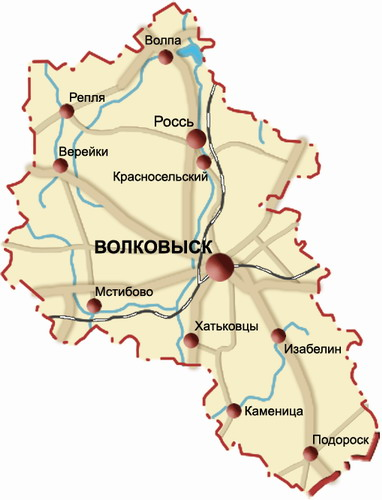 Волпа
Репля
Россь
Верейки
Красносельский
ВОЛКОВЫСК
Мстибово
Хатьковцы
Изабелин
Каменица
Подороск